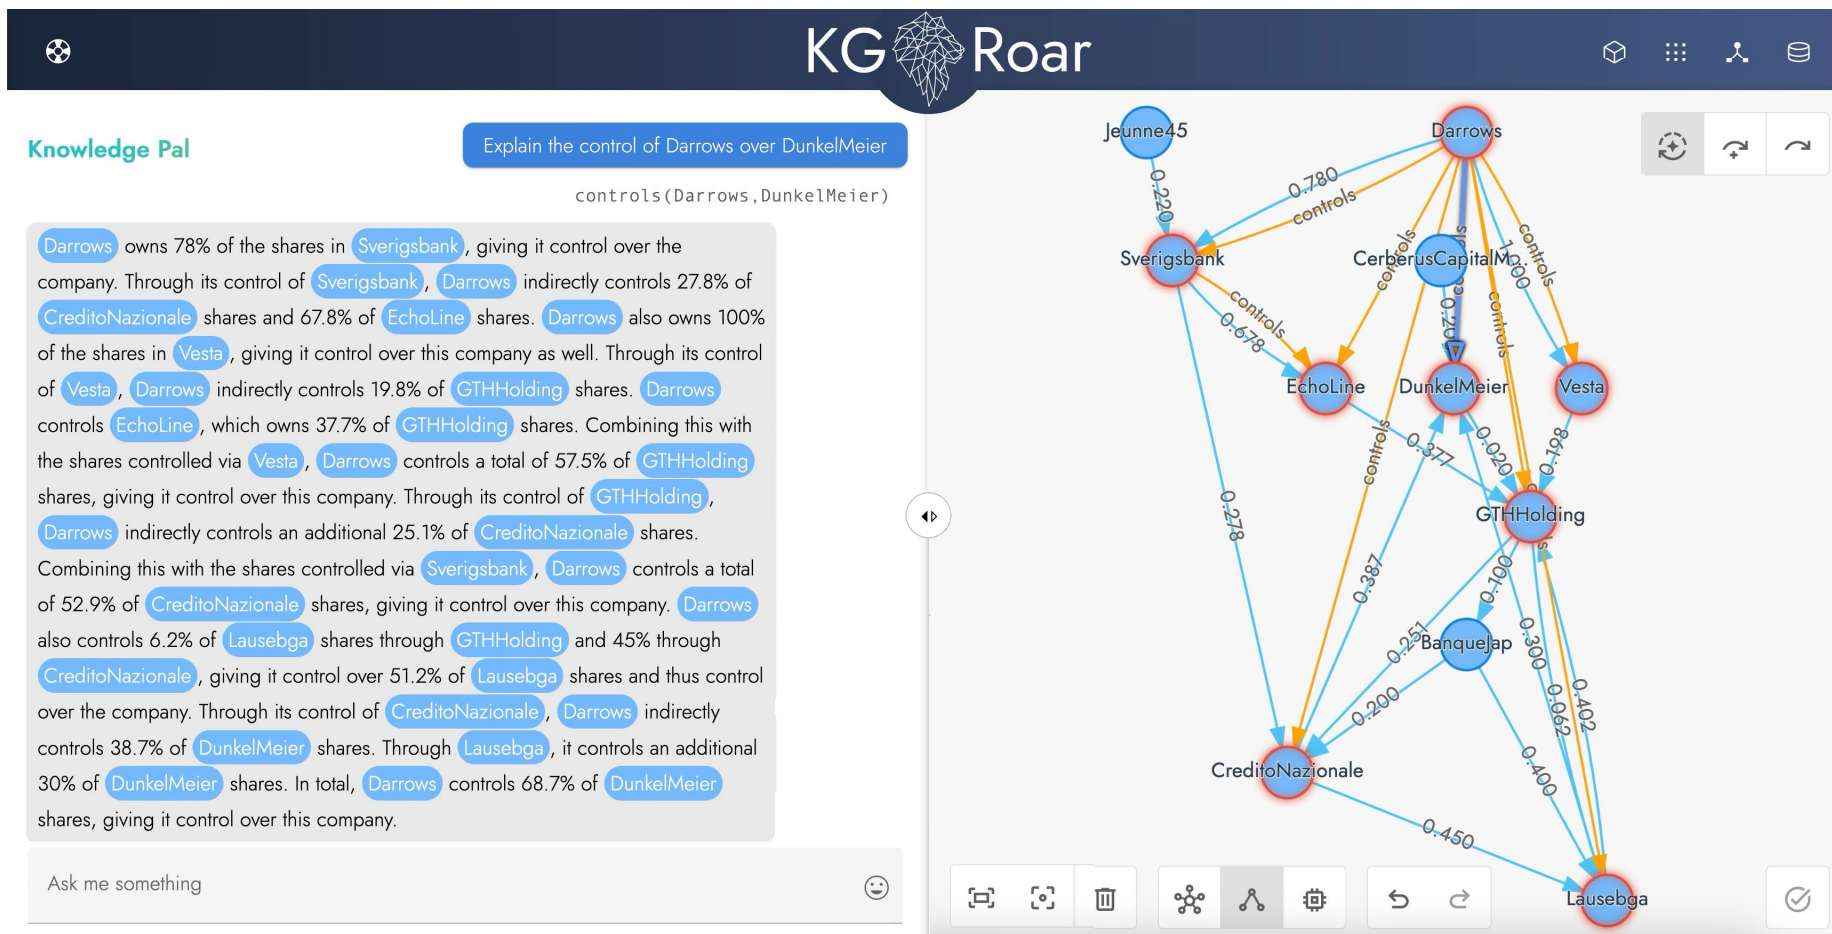 KG Roar
Knowledge Pal
Explain the control of Darrows over DunkelMeier
controls(Darrows,DunkelMeier)
Darrows owns 78% of the shares in Sverigsbank, giving it control over the
company. Through its control of Sverigsbank, Darrows indirectly controls 27.8% of
CreditoNazionale shares and 67.8% of EchoLine shares. Darrows also owns 100%
of the shares in Vesta, giving it control over this company as well. Through its control
of Vesta, Darrows indirectly controls 19.8% of GTHHolding shares. Darrows
controls EchoLine, which owns 37.7% of GTHHolding shares. Combining this with
the shares controlled via Vesta, Darrows controls a total of 57.5% of GTHHolding
shares, giving it control over this company. Through its control of GTHHolding,
Darrows indirectly controls an additional 25.1% of CreditoNazionale shares.
Combining this with the shares controlled via Sverigsbank, Darrows controls a total
of 52.9% of CreditoNazionale shares, giving it control over this company. Darrows
also controls 6.2% of Lausebga shares through GTHHolding and 45% through
CreditoNazionale, giving it control over 51.2% of Lausebga shares and thus control
over the company. Through its control of CreditoNazionale, Darrows indirectly
controls 38.7% of DunkelMeier shares. Through Lausebga, it controls an additional
30% of DunkelMeier shares. In total, Darrows controls 68.7% of DunkelMeier
shares, giving it control over this company.
Ask me something
Jeunne45
Darrows
0.220
0.780
controls
Sverigsbank
controls
CerberusCapitalM...
1.000
controls
controls
0.678
0.20
controls
EchoLine
DunkelMeier
Vesta
controls
0.377
0.020
0.198
GTHHolding
0.278
0.387
0.100
0.251
BanqueJap
0.300
0.200
0.062
0.402
CreditoNazionale
0.400
0.450
Lausebga